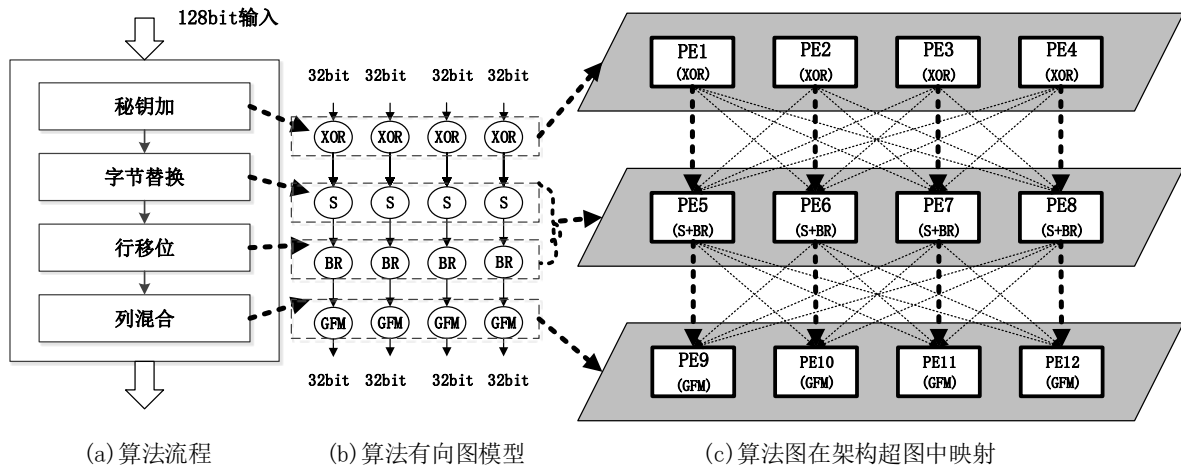 128bit输入
秘钥加
字节替换
行移位
列混合
32bit 32bit 32bit 32bit
XOR XOR XOR XOR
S S S S
BR BR BR BR
GFM GFM GFM GFM
32bit 32bit 32bit 32bit
PE1 PE2 PE3 PE4
(XOR) (XOR) (XOR) (XOR)
PE5 PE6 PE7 PE8
(S+BR) (S+BR) (S+BR) (S+BR)
PE9 PE10 PE11 PE12
(GFM) (GFM) (GFM) (GFM)
(a)算法流程 (b)算法有向图模型 (c)算法图在架构超图中映射